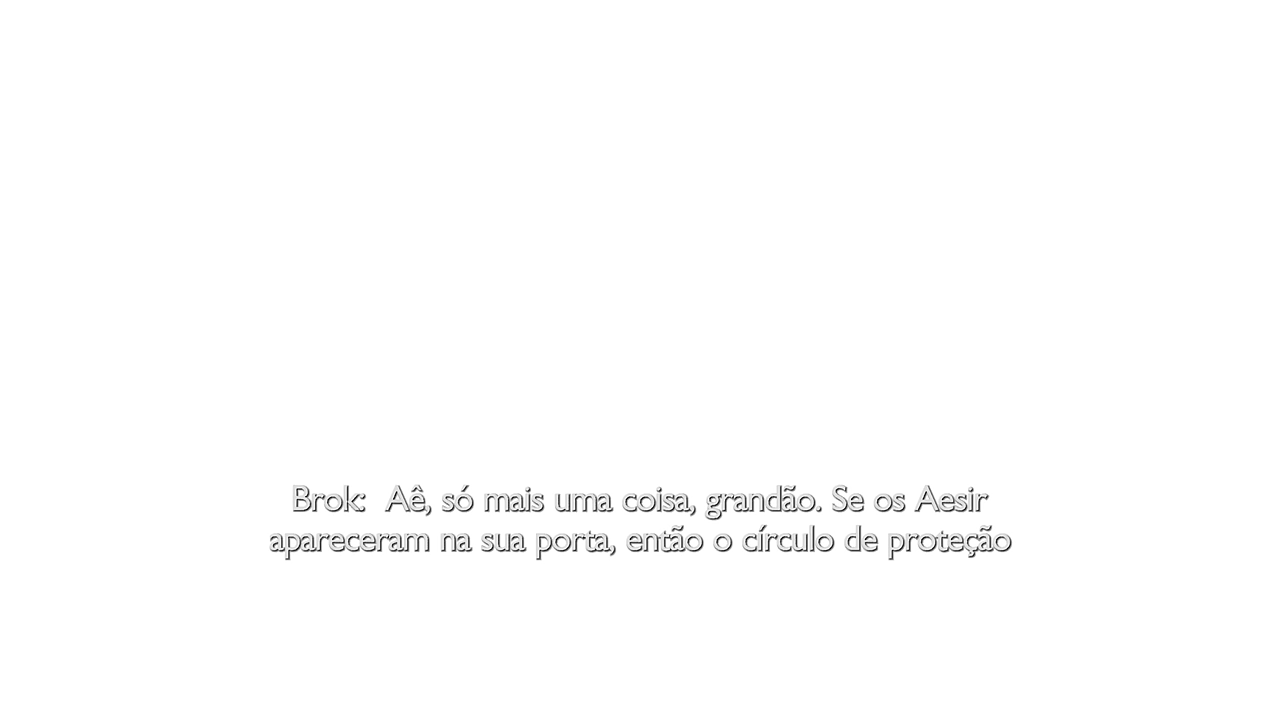 Brok:  Aê, só mais uma coisa, grandão. Se os Aesir
apareceram na sua porta, então o círculo de proteção